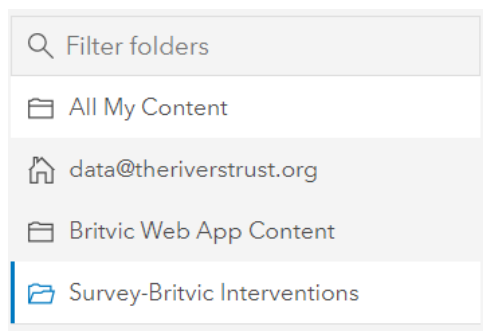 Filter folders
All My Content
data@theriverstrust.org
Britvic Web App Content
Survey-Britvic Interventions